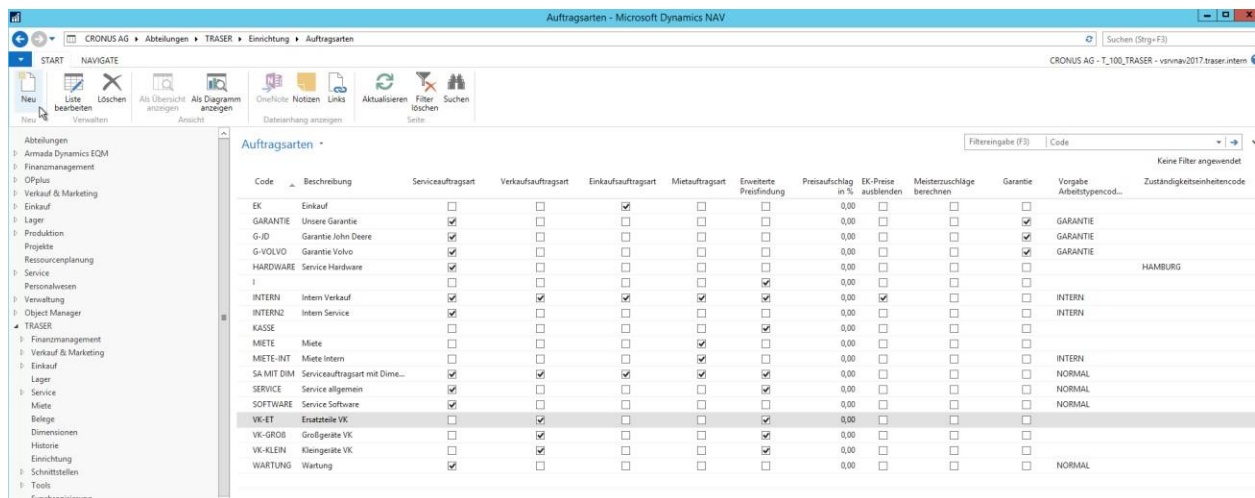 Auftragsarten - Microsoft Dynamics NAV
CRONUS AG ▸ Abteilungen ▸ TRASER ▸ Einrichtung ▸ Auftragsarten
Suchen (Strg+F3)
START NAVIGATE
CRONUS AG - T_100_TRASER - vsrvnav2017.traser.intern
Neu Liste bearbeiten Löschen Als Übersicht anzeigen Als Diagramm anzeigen OneNote Notizen Links Aktualisieren Filter löschen Suchen
Neu Verwalten Ansicht Dateianhang anzeigen Seite
Abteilungen
Armada Dynamics EQM
Finanzmanagement
OPplus
Verkauf & Marketing
Einkauf
Lager
Produktion
Projekte
Ressourcenplanung
Service
Personalwesen
Verwaltung
Object Manager
TRASER
Finanzmanagement
Verkauf & Marketing
Einkauf
Lager
Service
Miete
Belege
Dimensionen
Historie
Einrichtung
Schnittstellen
Tools
Synchronisierung
Auftragsarten
Filtereingabe (F3) Code
Keine Filter angewendet
Code Beschreibung Serviceauftragsart Verkaufsauftragsart Einkaufsauftragsart Mietauftragsart Erweiterte Preisfindung Preisaufschlag in % EK-Preise ausblenden Meisterzuschläge berechnen Garantie Vorgabe Arbeitstypencod... Zuständigkeitseinheitencode
EK Einkauf 0,00
GARANTIE Unsere Garantie 0,00 GARANTIE
G-JD Garantie John Deere 0,00 GARANTIE
G-VOLVO Garantie Volvo 0,00 GARANTIE
HARDWARE Service Hardware 0,00 HAMBURG
I 0,00
INTERN Intern Verkauf 0,00 INTERN
INTERN2 Intern Service 0,00 INTERN
KASSE 0,00
MIETE Miete 0,00
MIETE-INT Miete Intern 0,00 INTERN
SA MIT DIM Serviceauftragsart mit Dime... 0,00 NORMAL
SERVICE Service allgemein 0,00 NORMAL
SOFTWARE Service Software 0,00 NORMAL
VK-ET Ersatzteile VK 0,00
VK-GROß Großgeräte VK 0,00
VK-KLEIN Kleingeräte VK 0,00
WARTUNG Wartung 0,00 NORMAL